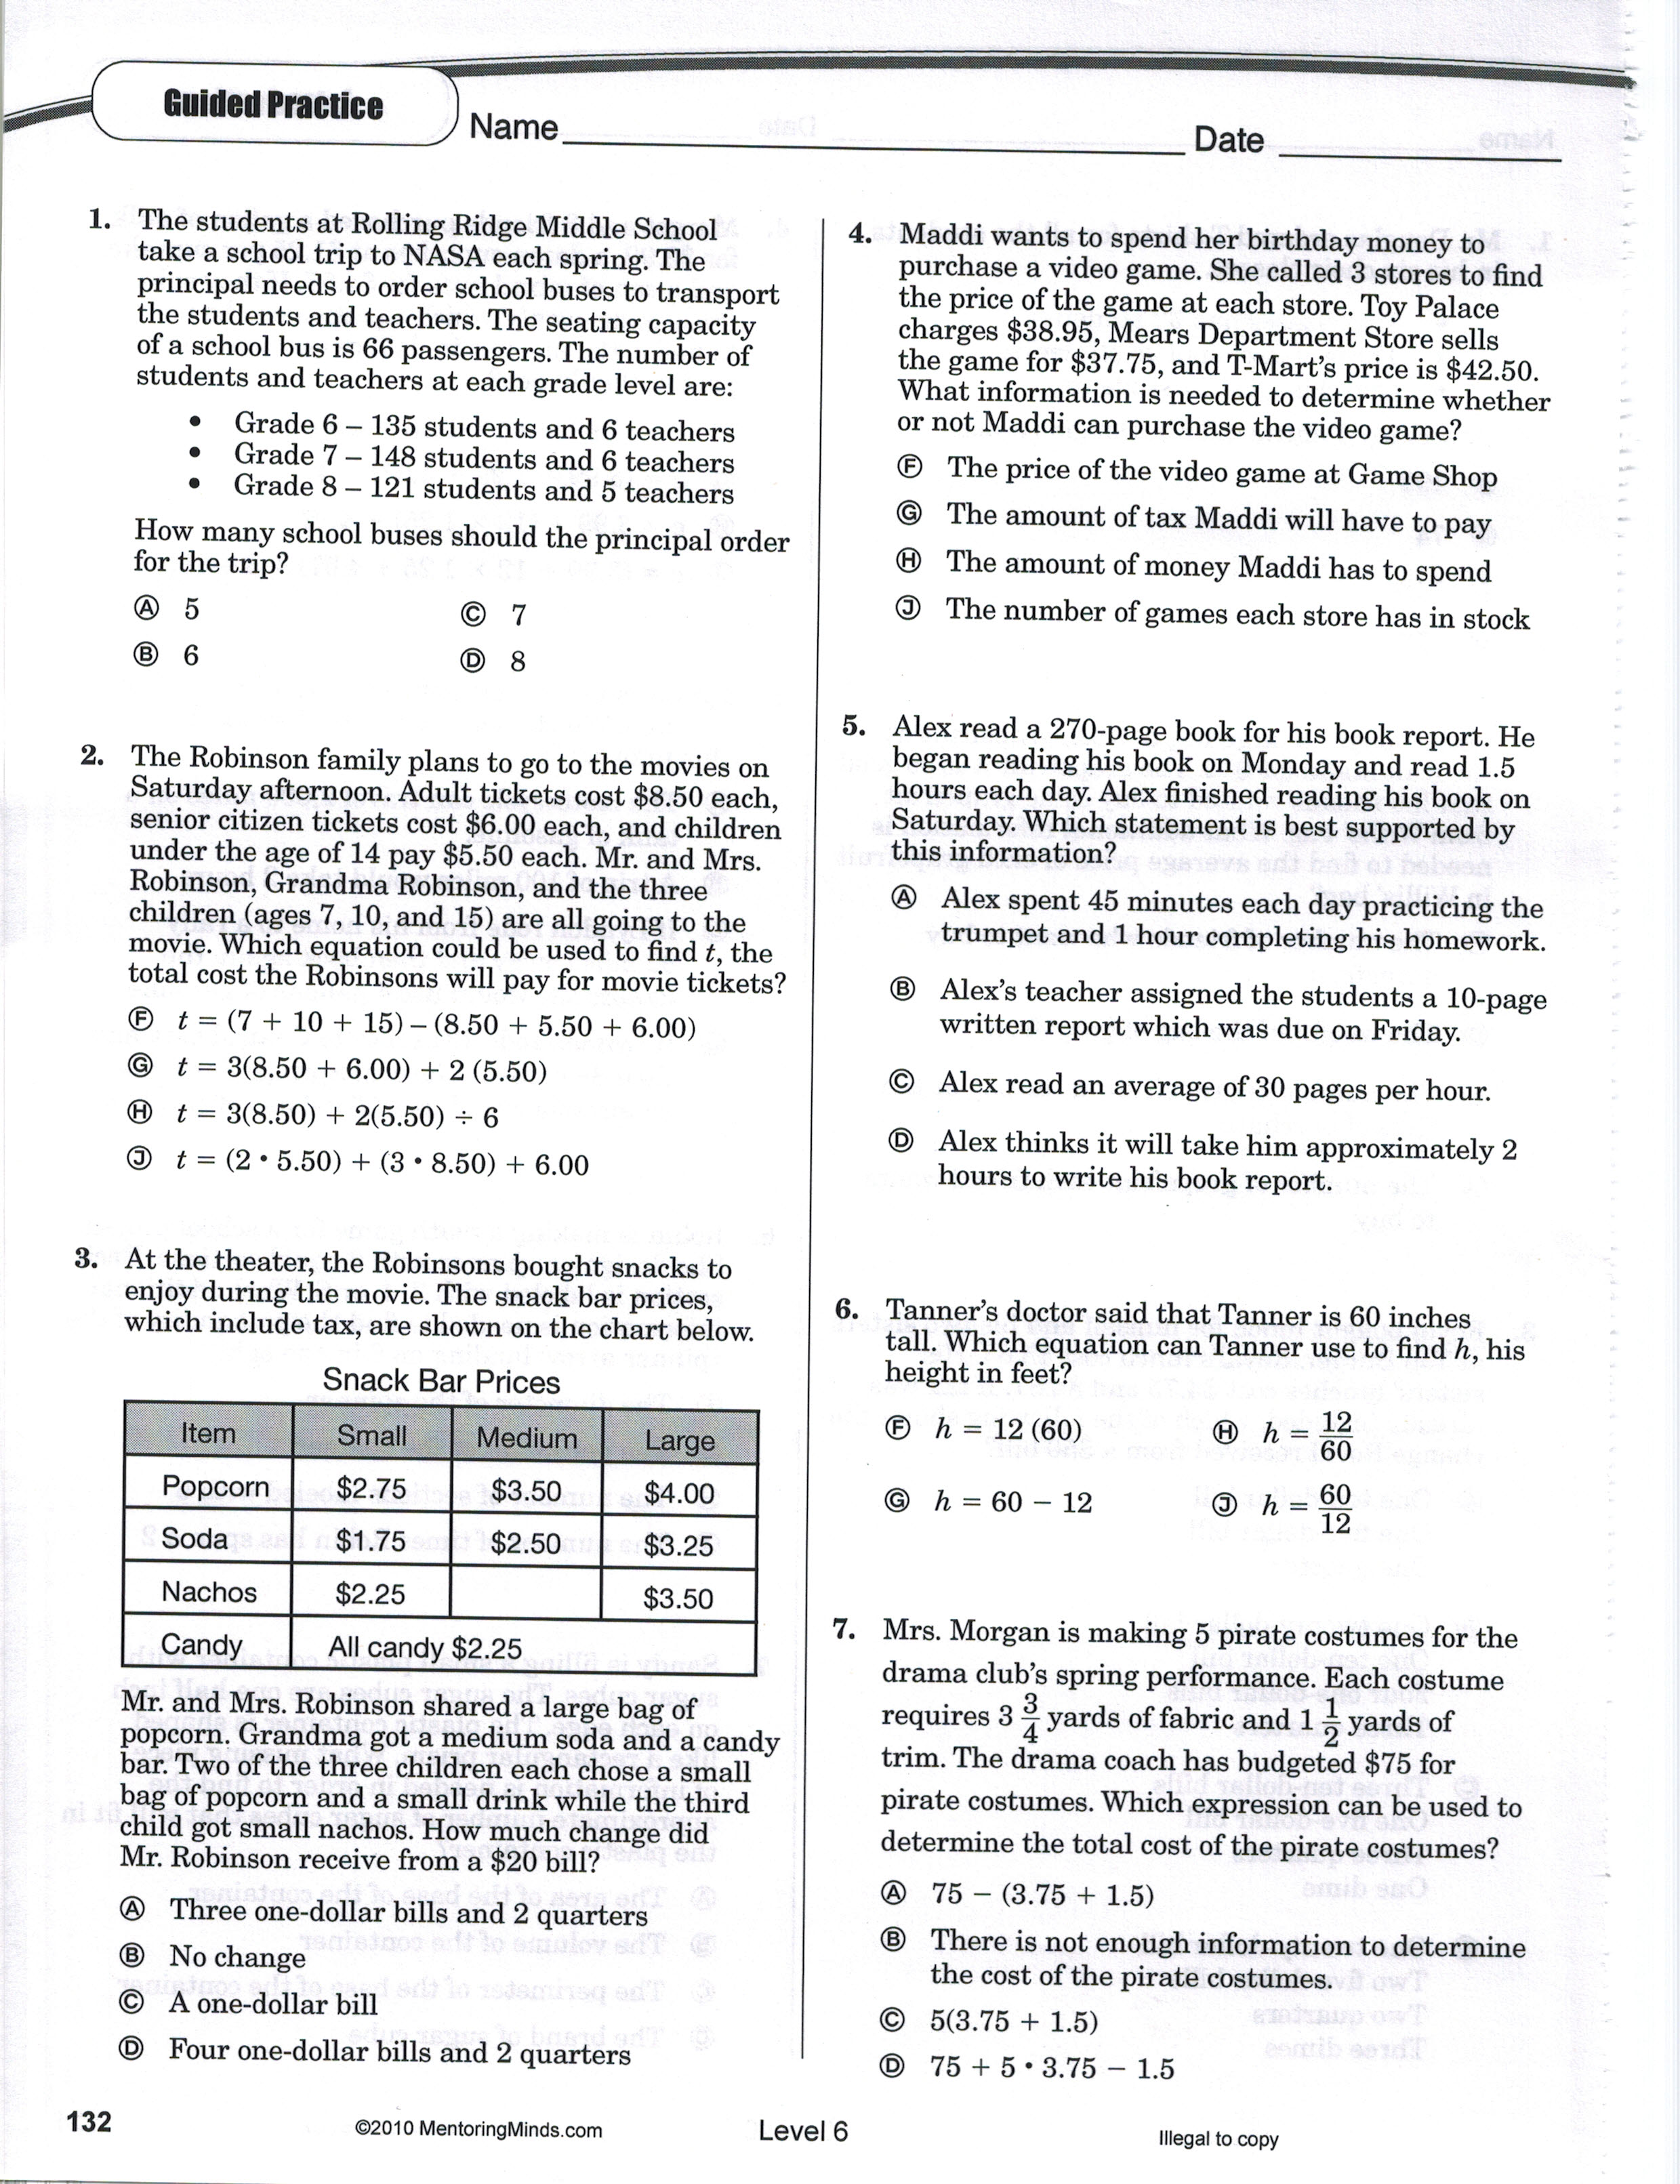 Guided Practice
Name
Date
1. The students at Rolling Ridge Middle School
take a school trip to NASA each spring. The
principal needs to order school buses to transport
the students and teachers. The seating capacity
of a school bus is 66 passengers. The number of
students and teachers at each grade level are:
• Grade 6 – 135 students and 6 teachers
• Grade 7 – 148 students and 6 teachers
• Grade 8 – 121 students and 5 teachers
How many school buses should the principal order
for the trip?
Ⓐ 5 Ⓒ 7
Ⓑ 6 Ⓓ 8
2. The Robinson family plans to go to the movies on
Saturday afternoon. Adult tickets cost $8.50 each,
senior citizen tickets cost $6.00 each, and children
under the age of 14 pay $5.50 each. Mr. and Mrs.
Robinson, Grandma Robinson, and the three
children (ages 7, 10, and 15) are all going to the
movie. Which equation could be used to find t, the
total cost the Robinsons will pay for movie tickets?
Ⓕ t = (7 + 10 + 15) – (8.50 + 5.50 + 6.00)
Ⓖ t = 3(8.50 + 6.00) + 2 (5.50)
Ⓗ t = 3(8.50) + 2(5.50) ÷ 6
Ⓙ t = (2 • 5.50) + (3 • 8.50) + 6.00
3. At the theater, the Robinsons bought snacks to
enjoy during the movie. The snack bar prices,
which include tax, are shown on the chart below.
Snack Bar Prices
Item Small Medium Large
Popcorn $2.75 $3.50 $4.00
Soda $1.75 $2.50 $3.25
Nachos $2.25 $3.50
Candy All candy $2.25
Mr. and Mrs. Robinson shared a large bag of
popcorn. Grandma got a medium soda and a candy
bar. Two of the three children each chose a small
bag of popcorn and a small drink while the third
child got small nachos. How much change did
Mr. Robinson receive from a $20 bill?
Ⓐ Three one-dollar bills and 2 quarters
Ⓑ No change
Ⓒ A one-dollar bill
Ⓓ Four one-dollar bills and 2 quarters
4. Maddi wants to spend her birthday money to
purchase a video game. She called 3 stores to find
the price of the game at each store. Toy Palace
charges $38.95, Mears Department Store sells
the game for $37.75, and T-Mart's price is $42.50.
What information is needed to determine whether
or not Maddi can purchase the video game?
Ⓕ The price of the video game at Game Shop
Ⓖ The amount of tax Maddi will have to pay
Ⓗ The amount of money Maddi has to spend
Ⓙ The number of games each store has in stock
5. Alex read a 270-page book for his book report. He
began reading his book on Monday and read 1.5
hours each day. Alex finished reading his book on
Saturday. Which statement is best supported by
this information?
Ⓐ Alex spent 45 minutes each day practicing the
trumpet and 1 hour completing his homework.
Ⓑ Alex's teacher assigned the students a 10-page
written report which was due on Friday.
Ⓒ Alex read an average of 30 pages per hour.
Ⓓ Alex thinks it will take him approximately 2
hours to write his book report.
6. Tanner's doctor said that Tanner is 60 inches
tall. Which equation can Tanner use to find h, his
height in feet?
Ⓕ h = 12 (60) Ⓗ h = 12/60
Ⓖ h = 60 − 12 Ⓙ h = 60/12
7. Mrs. Morgan is making 5 pirate costumes for the
drama club's spring performance. Each costume
requires 3 3/4 yards of fabric and 1 1/2 yards of
trim. The drama coach has budgeted $75 for
pirate costumes. Which expression can be used to
determine the total cost of the pirate costumes?
Ⓐ 75 − (3.75 + 1.5)
Ⓑ There is not enough information to determine
the cost of the pirate costumes.
Ⓒ 5(3.75 + 1.5)
Ⓓ 75 + 5 • 3.75 − 1.5
132
©2010 MentoringMinds.com
Level 6
Illegal to copy